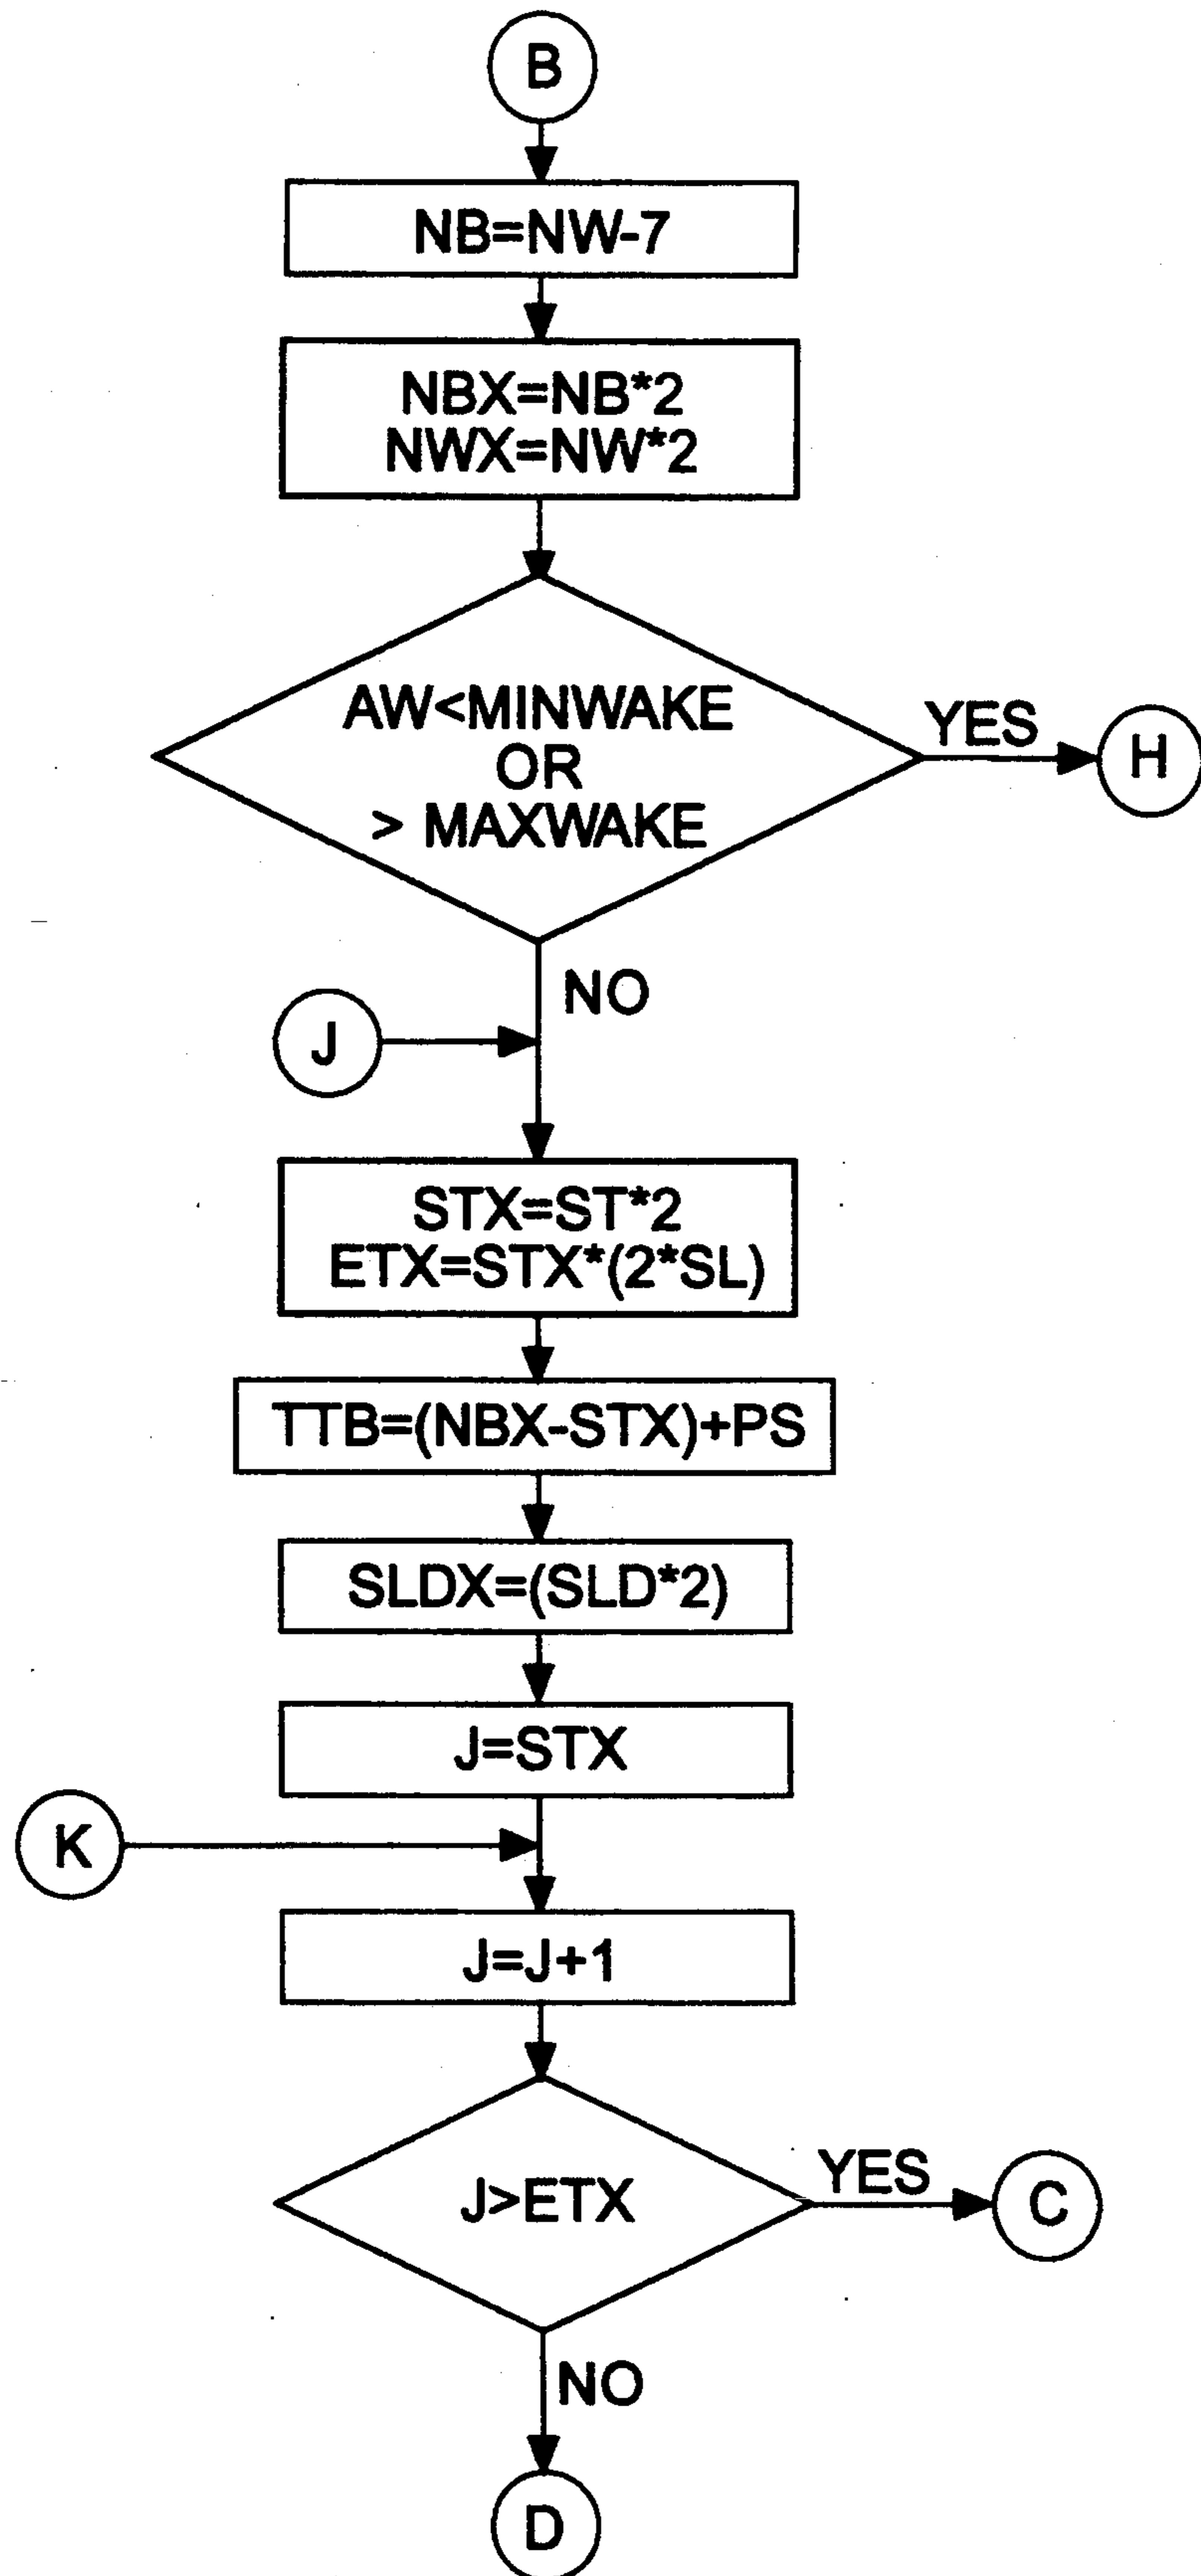 B
NB=NW-7
NBX=NB*2
NWX=NW*2
AW<MINWAKE
OR
> MAXWAKE
YES
H
NO
J
STX=ST*2
ETX=STX*(2*SL)
TTB=(NBX-STX)+PS
SLDX=(SLD*2)
J=STX
K
J=J+1
J>ETX
YES
C
NO
D